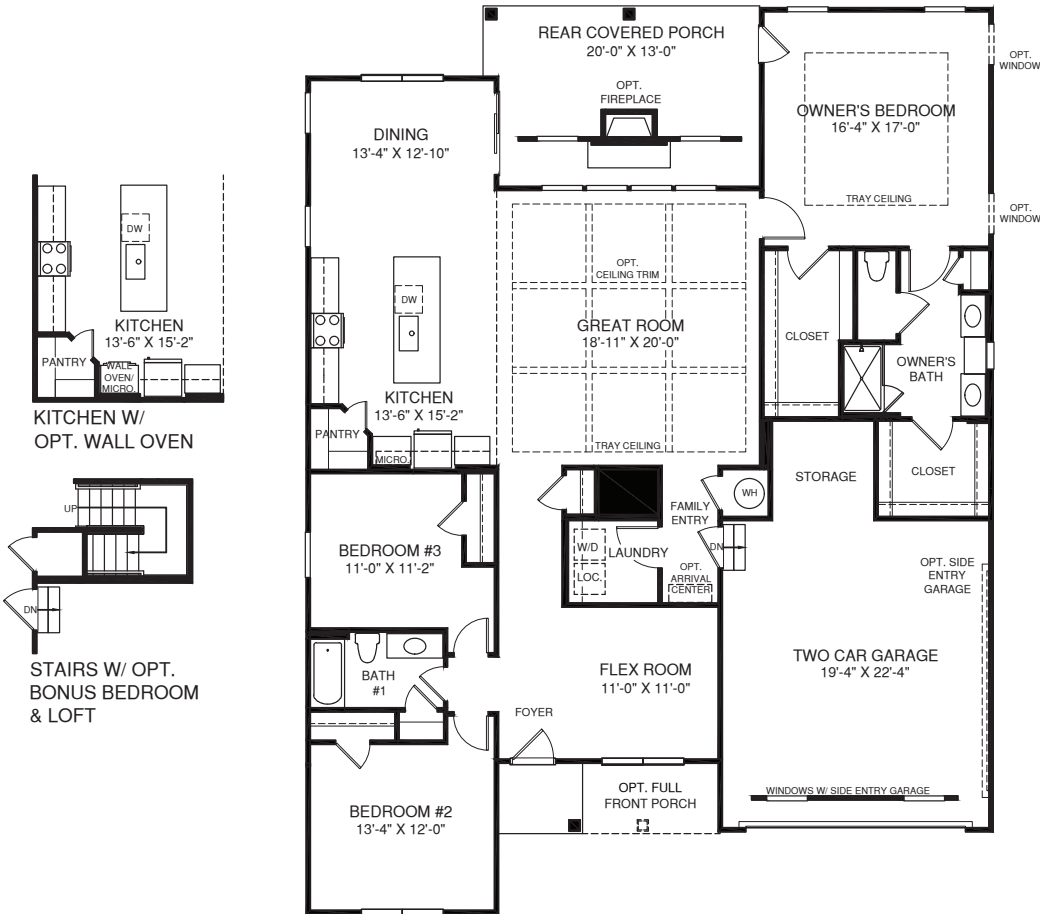 REAR COVERED PORCH
20'-0" X 13'-0"
OPT.
FIREPLACE
OWNER'S BEDROOM
16'-4" X 17'-0"
TRAY CEILING
OPT.
WINDOW
OPT.
WINDOW
DINING
13'-4" X 12'-10"
DW
KITCHEN
13'-6" X 15'-2"
PANTRY
WALL
OVEN/
MICRO.
KITCHEN W/
OPT. WALL OVEN
OPT.
CEILING TRIM
GREAT ROOM
18'-11" X 20'-0"
TRAY CEILING
DW
KITCHEN
13'-6" X 15'-2"
PANTRY
MICRO.
CLOSET
OWNER'S
BATH
CLOSET
STORAGE
WH
FAMILY
ENTRY
DN
W/D
LOC.
LAUNDRY
OPT.
ARRIVAL
CENTER
UP
DN
STAIRS W/ OPT.
BONUS BEDROOM
& LOFT
BEDROOM #3
11'-0" X 11'-2"
BATH
#1
FLEX ROOM
11'-0" X 11'-0"
FOYER
OPT. SIDE
ENTRY
GARAGE
TWO CAR GARAGE
19'-4" X 22'-4"
WINDOWS W/ SIDE ENTRY GARAGE
OPT. FULL
FRONT PORCH
BEDROOM #2
13'-4" X 12'-0"